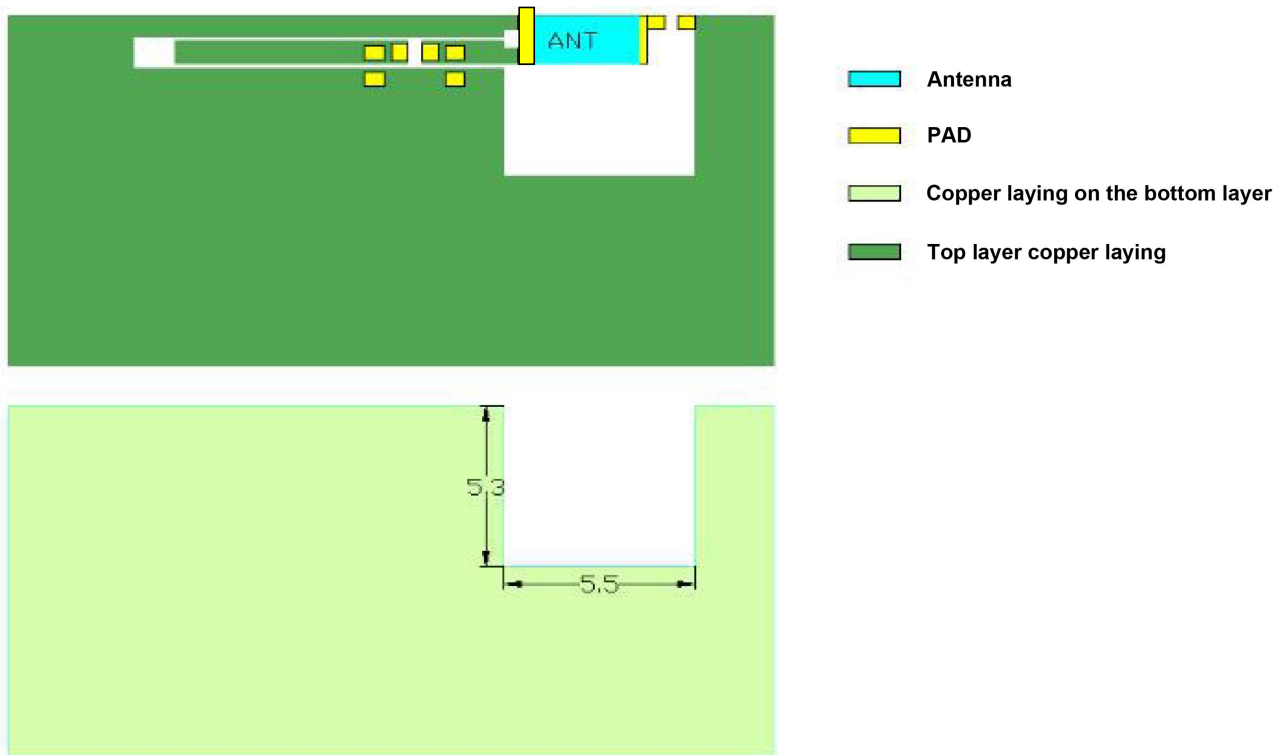 ANT
Antenna
PAD
Copper laying on the bottom layer
Top layer copper laying
5.3
5.5